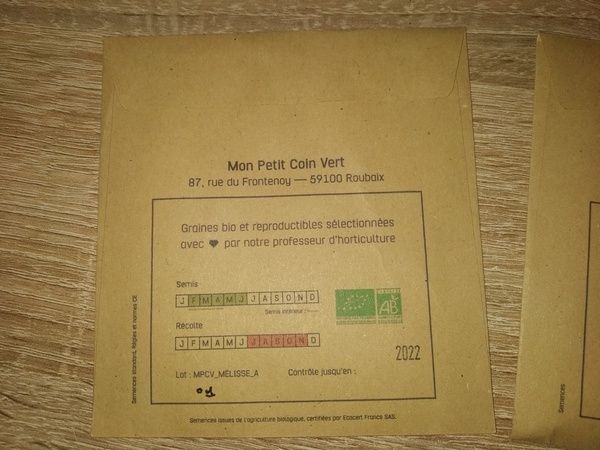 Mon Petit Coin Vert
87, rue du Frontenoy — 59100 Roubaix
Graines bio et reproductibles sélectionnées
avec ♥ par notre professeur d'horticulture
Semis
J F M A M J J A S O N D
Semis intérieur :
Récolte
J F M A M J J A S O N D
AB
2022
Lot : MPCV_MELISSE_A
Contrôle jusqu'en :
Semences issues de l'agriculture biologique, certifiées par Ecocert France SAS.
Semences standard, Règles et normes CE
Semences